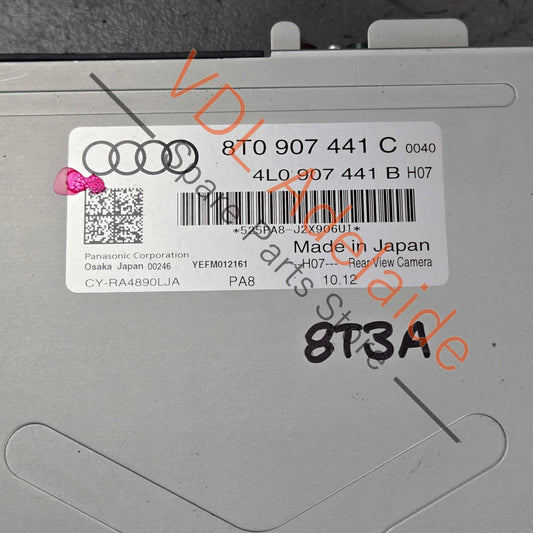 8T0 907 441 C 0040
4L0 907 441 B H07
*525PA8-J2X906UI*
Made in Japan
Panasonic Corporation
Osaka Japan 00246 YEFM012161 --H07--- Rear View Camera
CY-RA4890LJA PA8 10.12
8T3A
VDL Adelaide
Spare Parts Store